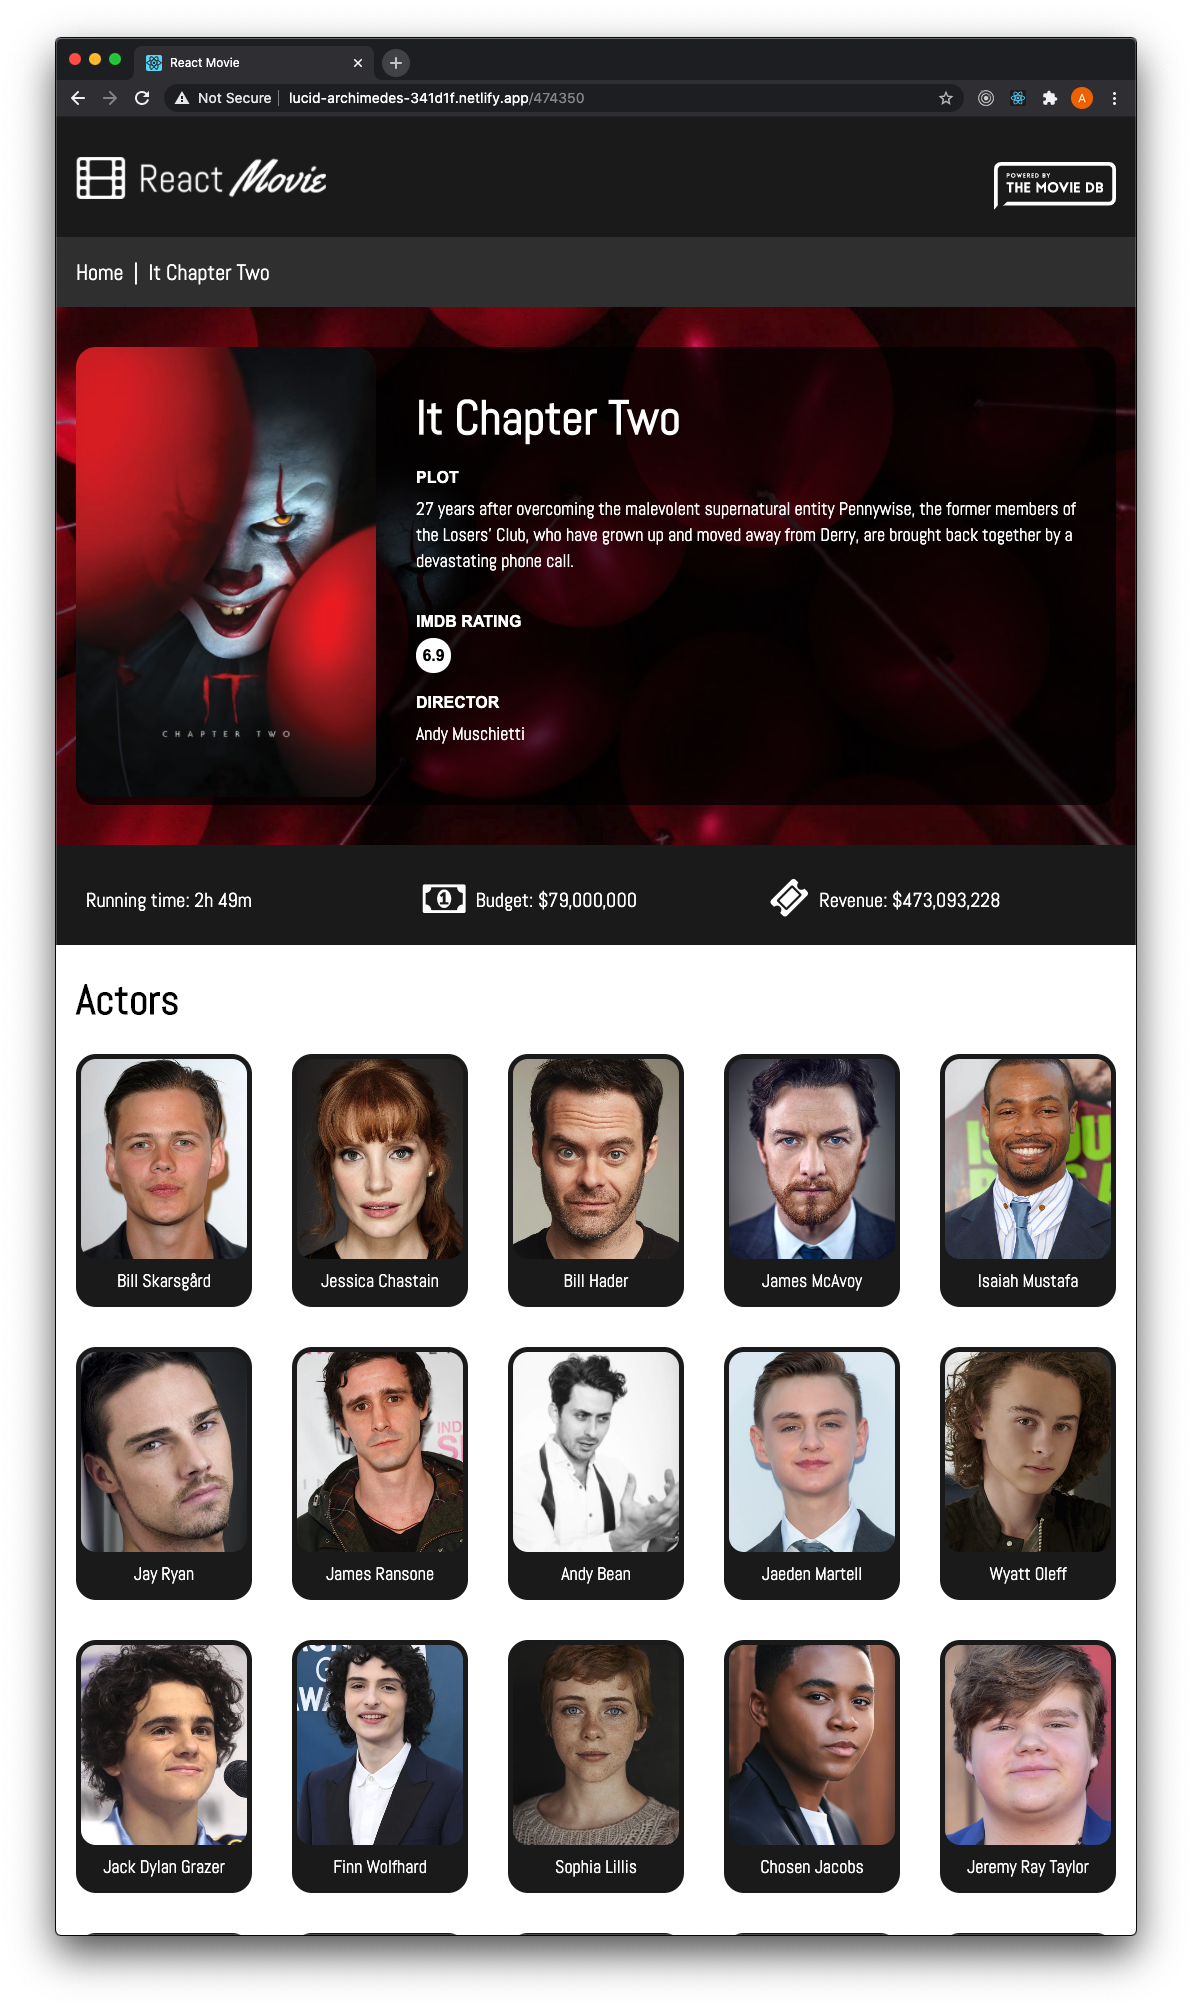 React Movie
Not Secure
lucid-archimedes-341d1f.netlify.app/474350
A
React Movie
POWERED BY
THE MOVIE DB
Home | It Chapter Two
IT
CHAPTER TWO
It Chapter Two
PLOT
27 years after overcoming the malevolent supernatural entity Pennywise, the former members of
the Losers' Club, who have grown up and moved away from Derry, are brought back together by a
devastating phone call.
IMDB RATING
6.9
DIRECTOR
Andy Muschietti
Running time: 2h 49m
1
Budget: $79,000,000
Revenue: $473,093,228
Actors
Bill Skarsgård
Jessica Chastain
Bill Hader
James McAvoy
Isaiah Mustafa
Jay Ryan
James Ransone
Andy Bean
Jaeden Martell
Wyatt Oleff
Jack Dylan Grazer
Finn Wolfhard
Sophia Lillis
Chosen Jacobs
Jeremy Ray Taylor